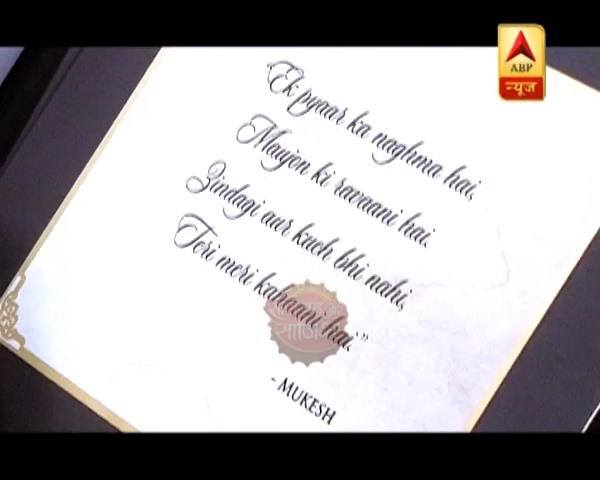 ABP
न्यूज़
"Ek pyaar ka naghma hai,
Maujon ki ravaani hai.
Zindagi aur kuch bhi nahi,
Teri meri kahaani hai."
- MUKESH